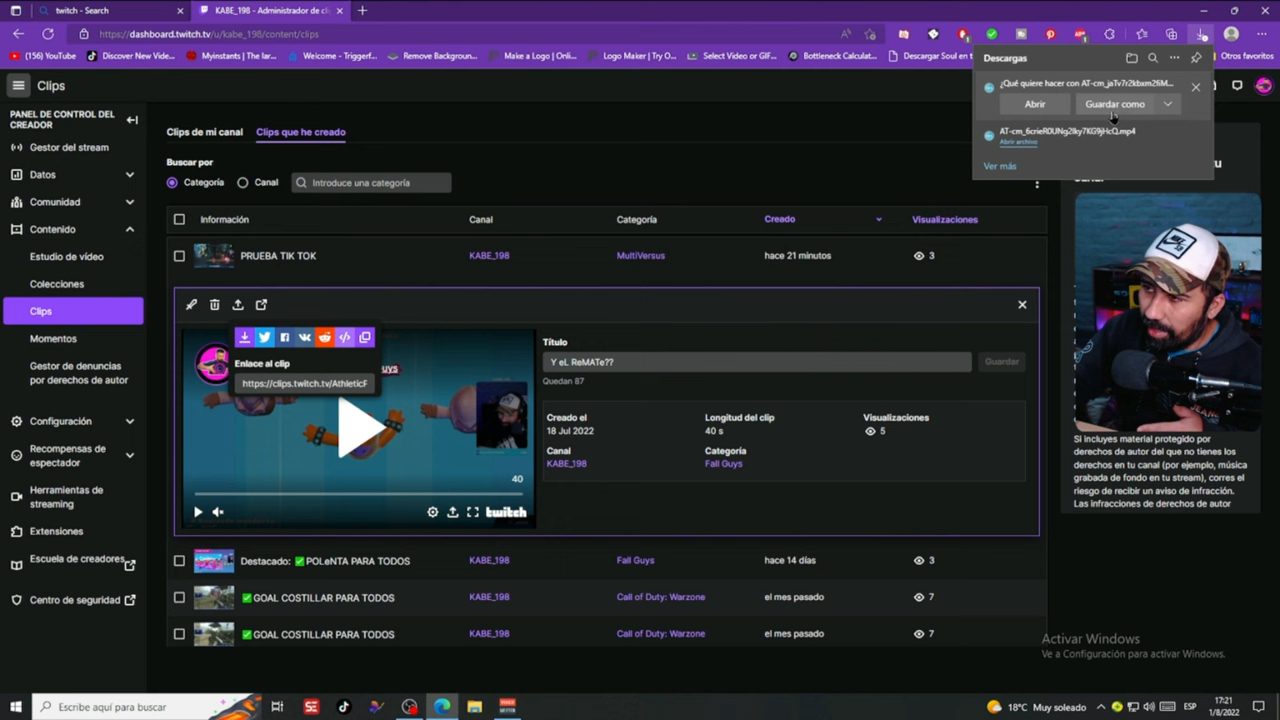 twitch - Search
KABE_198 - Administrador de cli
https://dashboard.twitch.tv/u/kabe_198/content/clips
(156) YouTube
Discover New Video...
Myinstants | The lar...
Welcome - Triggerf...
Remove Backgroun...
Make a Logo | Onlin...
Logo Maker | Try O...
Select Video or GIF...
Bottleneck Calculat...
Descargar Soul en
Otros favoritos
Clips
Descargas
¿Qué quiere hacer con AT-cm_jaTv7r2kbxm2fiM...
Abrir
Guardar como
AT-cm_6crieR0UNg2lky7KG9jHcQ.mp4
Abrir archivo
Ver más
PANEL DE CONTROL DEL
CREADOR
Gestor del stream
Datos
Comunidad
Contenido
Estudio de vídeo
Colecciones
Clips
Momentos
Gestor de denuncias
por derechos de autor
Configuración
Recompensas de
espectador
Herramientas de
streaming
Extensiones
Escuela de creadores
Centro de seguridad
Clips de mi canal
Clips que he creado
Buscar por
Categoría
Canal
Introduce una categoría
Información
Canal
Categoría
Creado
Visualizaciones
PRUEBA TIK TOK
KABE_198
MultiVersus
hace 21 minutos
3
Enlace al clip
https://clips.twitch.tv/AthleticF
40
twitch
Título
Y eL ReMATe??
Guardar
Quedan 87
Creado el
18 Jul 2022
Longitud del clip
40 s
Visualizaciones
5
Canal
KABE_198
Categoría
Fall Guys
Destacado: ✅POLeNTA PARA TODOS
KABE_198
Fall Guys
hace 14 días
3
✅GOAL COSTILLAR PARA TODOS
KABE_198
Call of Duty: Warzone
el mes pasado
7
✅GOAL COSTILLAR PARA TODOS
KABE_198
Call of Duty: Warzone
el mes pasado
7
tu
Si incluyes material protegido por
derechos de autor del que no tienes los
derechos en tu canal (por ejemplo, música
grabada de fondo en tu stream), corres el
riesgo de recibir un aviso de infracción.
Las infracciones de derechos de autor
Activar Windows
Ve a Configuración para activar Windows.
Escribe aquí para buscar
18°C Muy soleado
ESP
17:21
1/8/2022